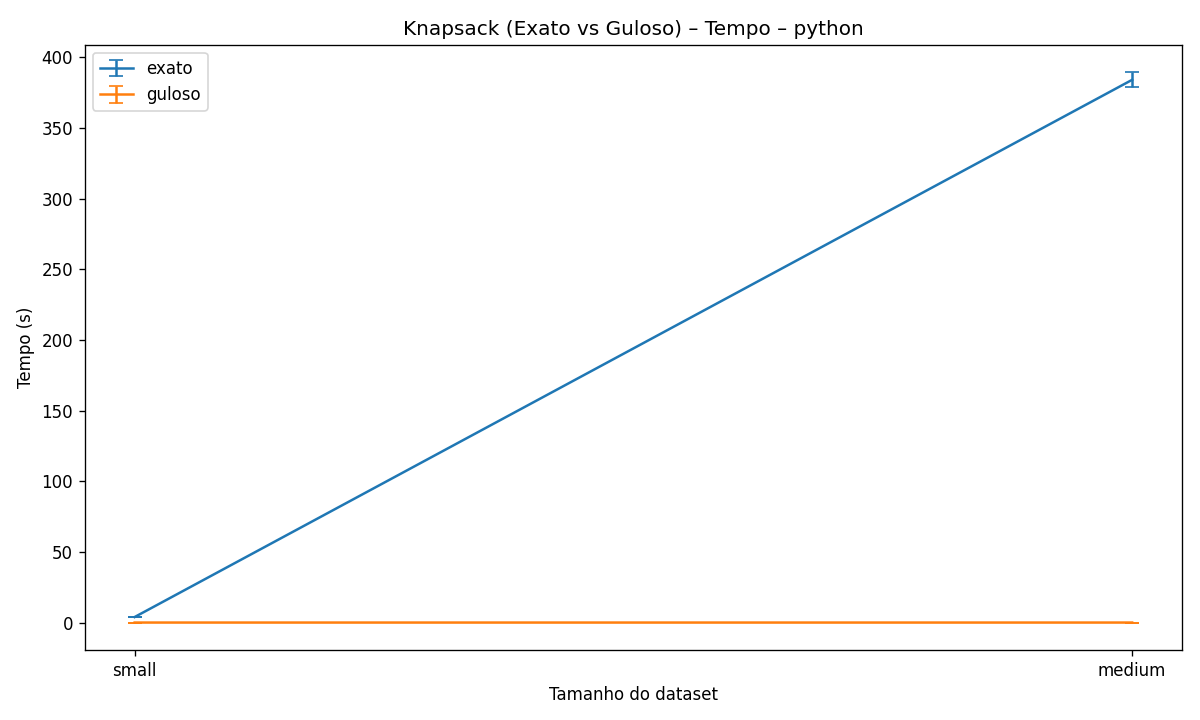 Knapsack (Exato vs Guloso) – Tempo – python
exato
guloso
Tempo (s)
400
350
300
250
200
150
100
50
0
small
medium
Tamanho do dataset